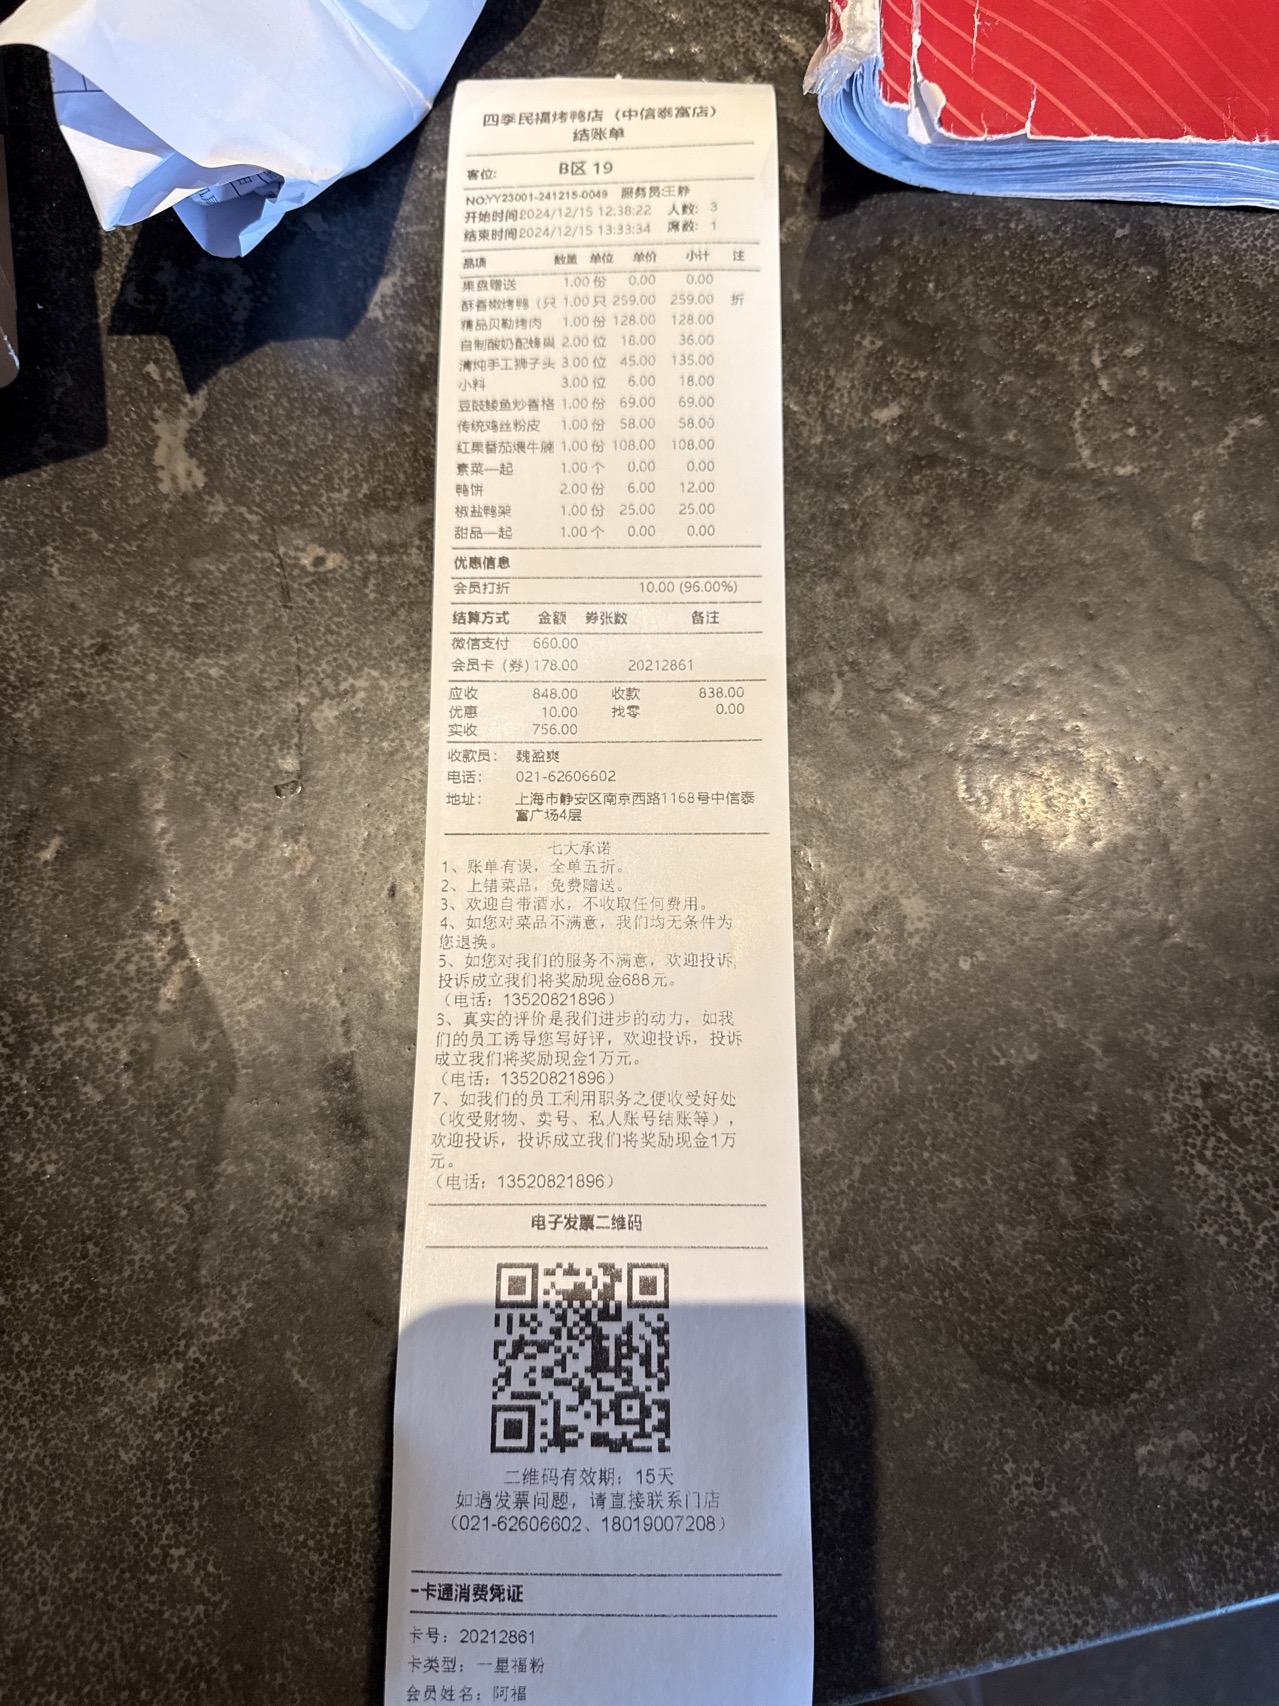 四季民福烤鸭店（中信泰富店）
结账单
客位： B区 19
NO:YY23001-241215-0049 服务员:王静
开始时间2024/12/15 12:38:22 人数： 3
结束时间2024/12/15 13:33:34 席数： 1
品项 数量 单位 单价 小计 注
果盘赠送 1.00 份 0.00 0.00
酥香嫩烤鸭（只 1.00 只 259.00 259.00 折
精品贝勒烤肉 1.00 份 128.00 128.00
自制酸奶配蜂巢 2.00 位 18.00 36.00
清炖手工狮子头 3.00 位 45.00 135.00
小料 3.00 位 6.00 18.00
豆豉鲮鱼炒香格 1.00 份 69.00 69.00
传统鸡丝粉皮 1.00 份 58.00 58.00
红果番茄煨牛腩 1.00 份 108.00 108.00
素菜一起 1.00 个 0.00 0.00
鸭饼 2.00 份 6.00 12.00
椒盐鸭架 1.00 份 25.00 25.00
甜品一起 1.00 个 0.00 0.00
优惠信息
会员打折 10.00 (96.00%)
结算方式 金额 券张数 备注
微信支付 660.00
会员卡（券）178.00 20212861
应收 848.00 收款 838.00
优惠 10.00 找零 0.00
实收 756.00
收款员： 魏盈爽
电话： 021-62606602
地址： 上海市静安区南京西路1168号中信泰
富广场4层
七大承诺
1、账单有误，全单五折。
2、上错菜品，免费赠送。
3、欢迎自带酒水，不收取任何费用。
4、如您对菜品不满意，我们均无条件为
您退换。
5、如您对我们的服务不满意，欢迎投诉，
投诉成立我们将奖励现金688元。
（电话：13520821896）
6、真实的评价是我们进步的动力，如我
们的员工诱导您写好评，欢迎投诉，投诉
成立我们将奖励现金1万元。
（电话：13520821896）
7、如我们的员工利用职务之便收受好处
（收受财物、卖号、私人账号结账等），
欢迎投诉，投诉成立我们将奖励现金1万
元。
（电话：13520821896）
电子发票二维码
二维码有效期：15天
如遇发票问题，请直接联系门店
（021-62606602、18019007208）
一卡通消费凭证
卡号：20212861
卡类型：一星福粉
会员姓名：阿福